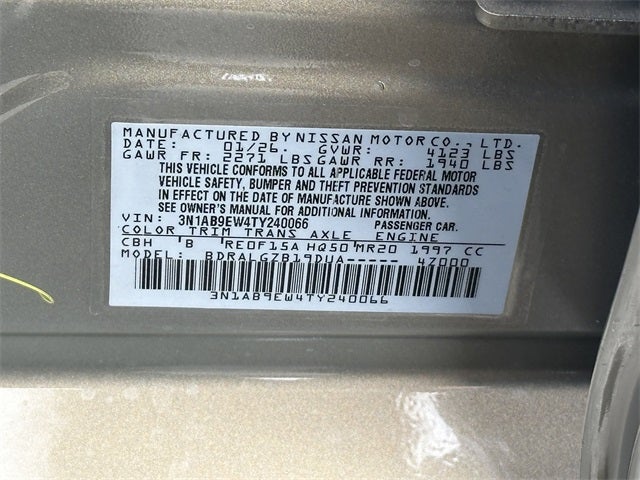 MANUFACTURED BY NISSAN MOTOR CO., LTD.
DATE: 01/26. GVWR: 4123 LBS
GAWR FR: 2271 LBS GAWR RR: 1940 LBS
THIS VEHICLE CONFORMS TO ALL APPLICABLE FEDERAL MOTOR
VEHICLE SAFETY, BUMPER AND THEFT PREVENTION STANDARDS
IN EFFECT ON THE DATE OF MANUFACTURE SHOWN ABOVE.
SEE OWNER'S MANUAL FOR ADDITIONAL INFORMATION.
VIN: 3N1AB9EW4TY240066 PASSENGER CAR.
COLOR TRIM TRANS AXLE ENGINE
CBH B RE0F15A HQ50 MR20 1997 CC
MODEL: BDRALGZB19DUA----- 47000
3N1AB9EW4TY240066